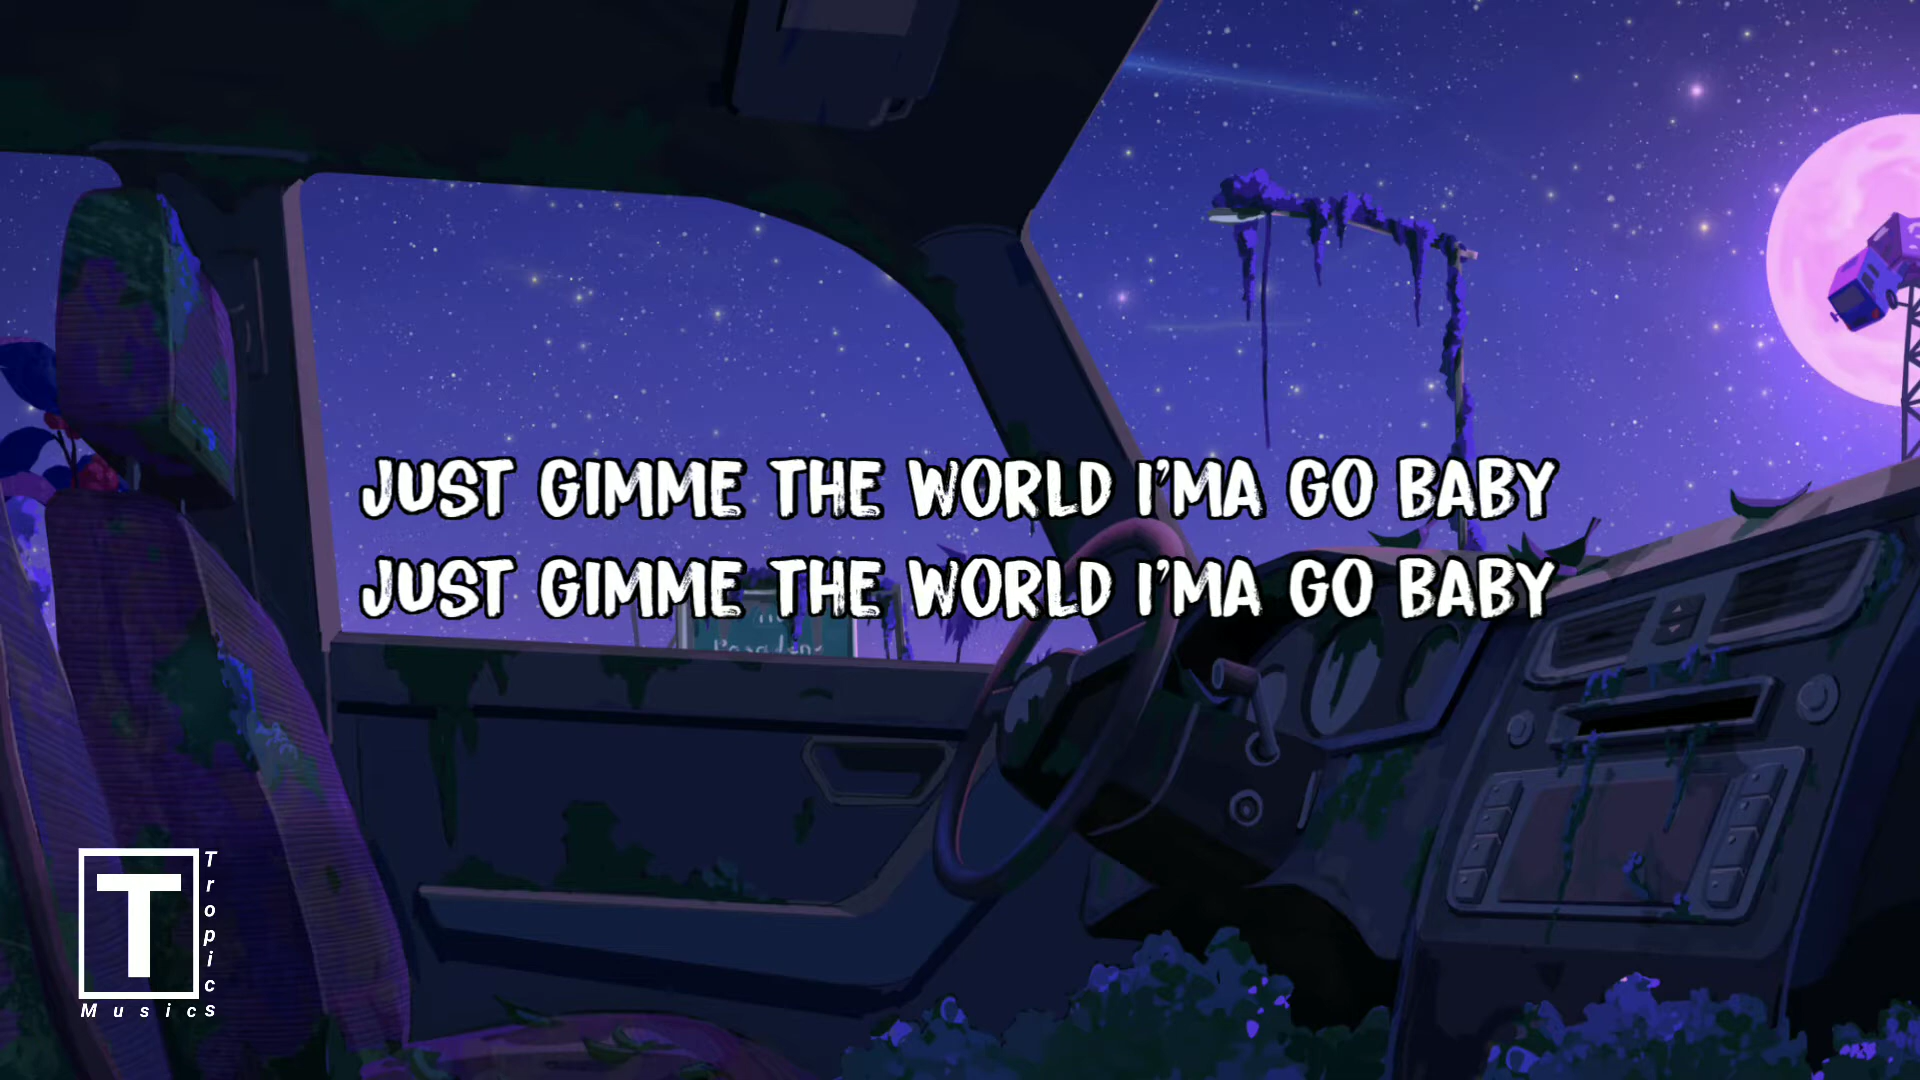 JUST GIMME THE WORLD I'MA GO BABY
JUST GIMME THE WORLD I'MA GO BABY
T
Tropics
Musics